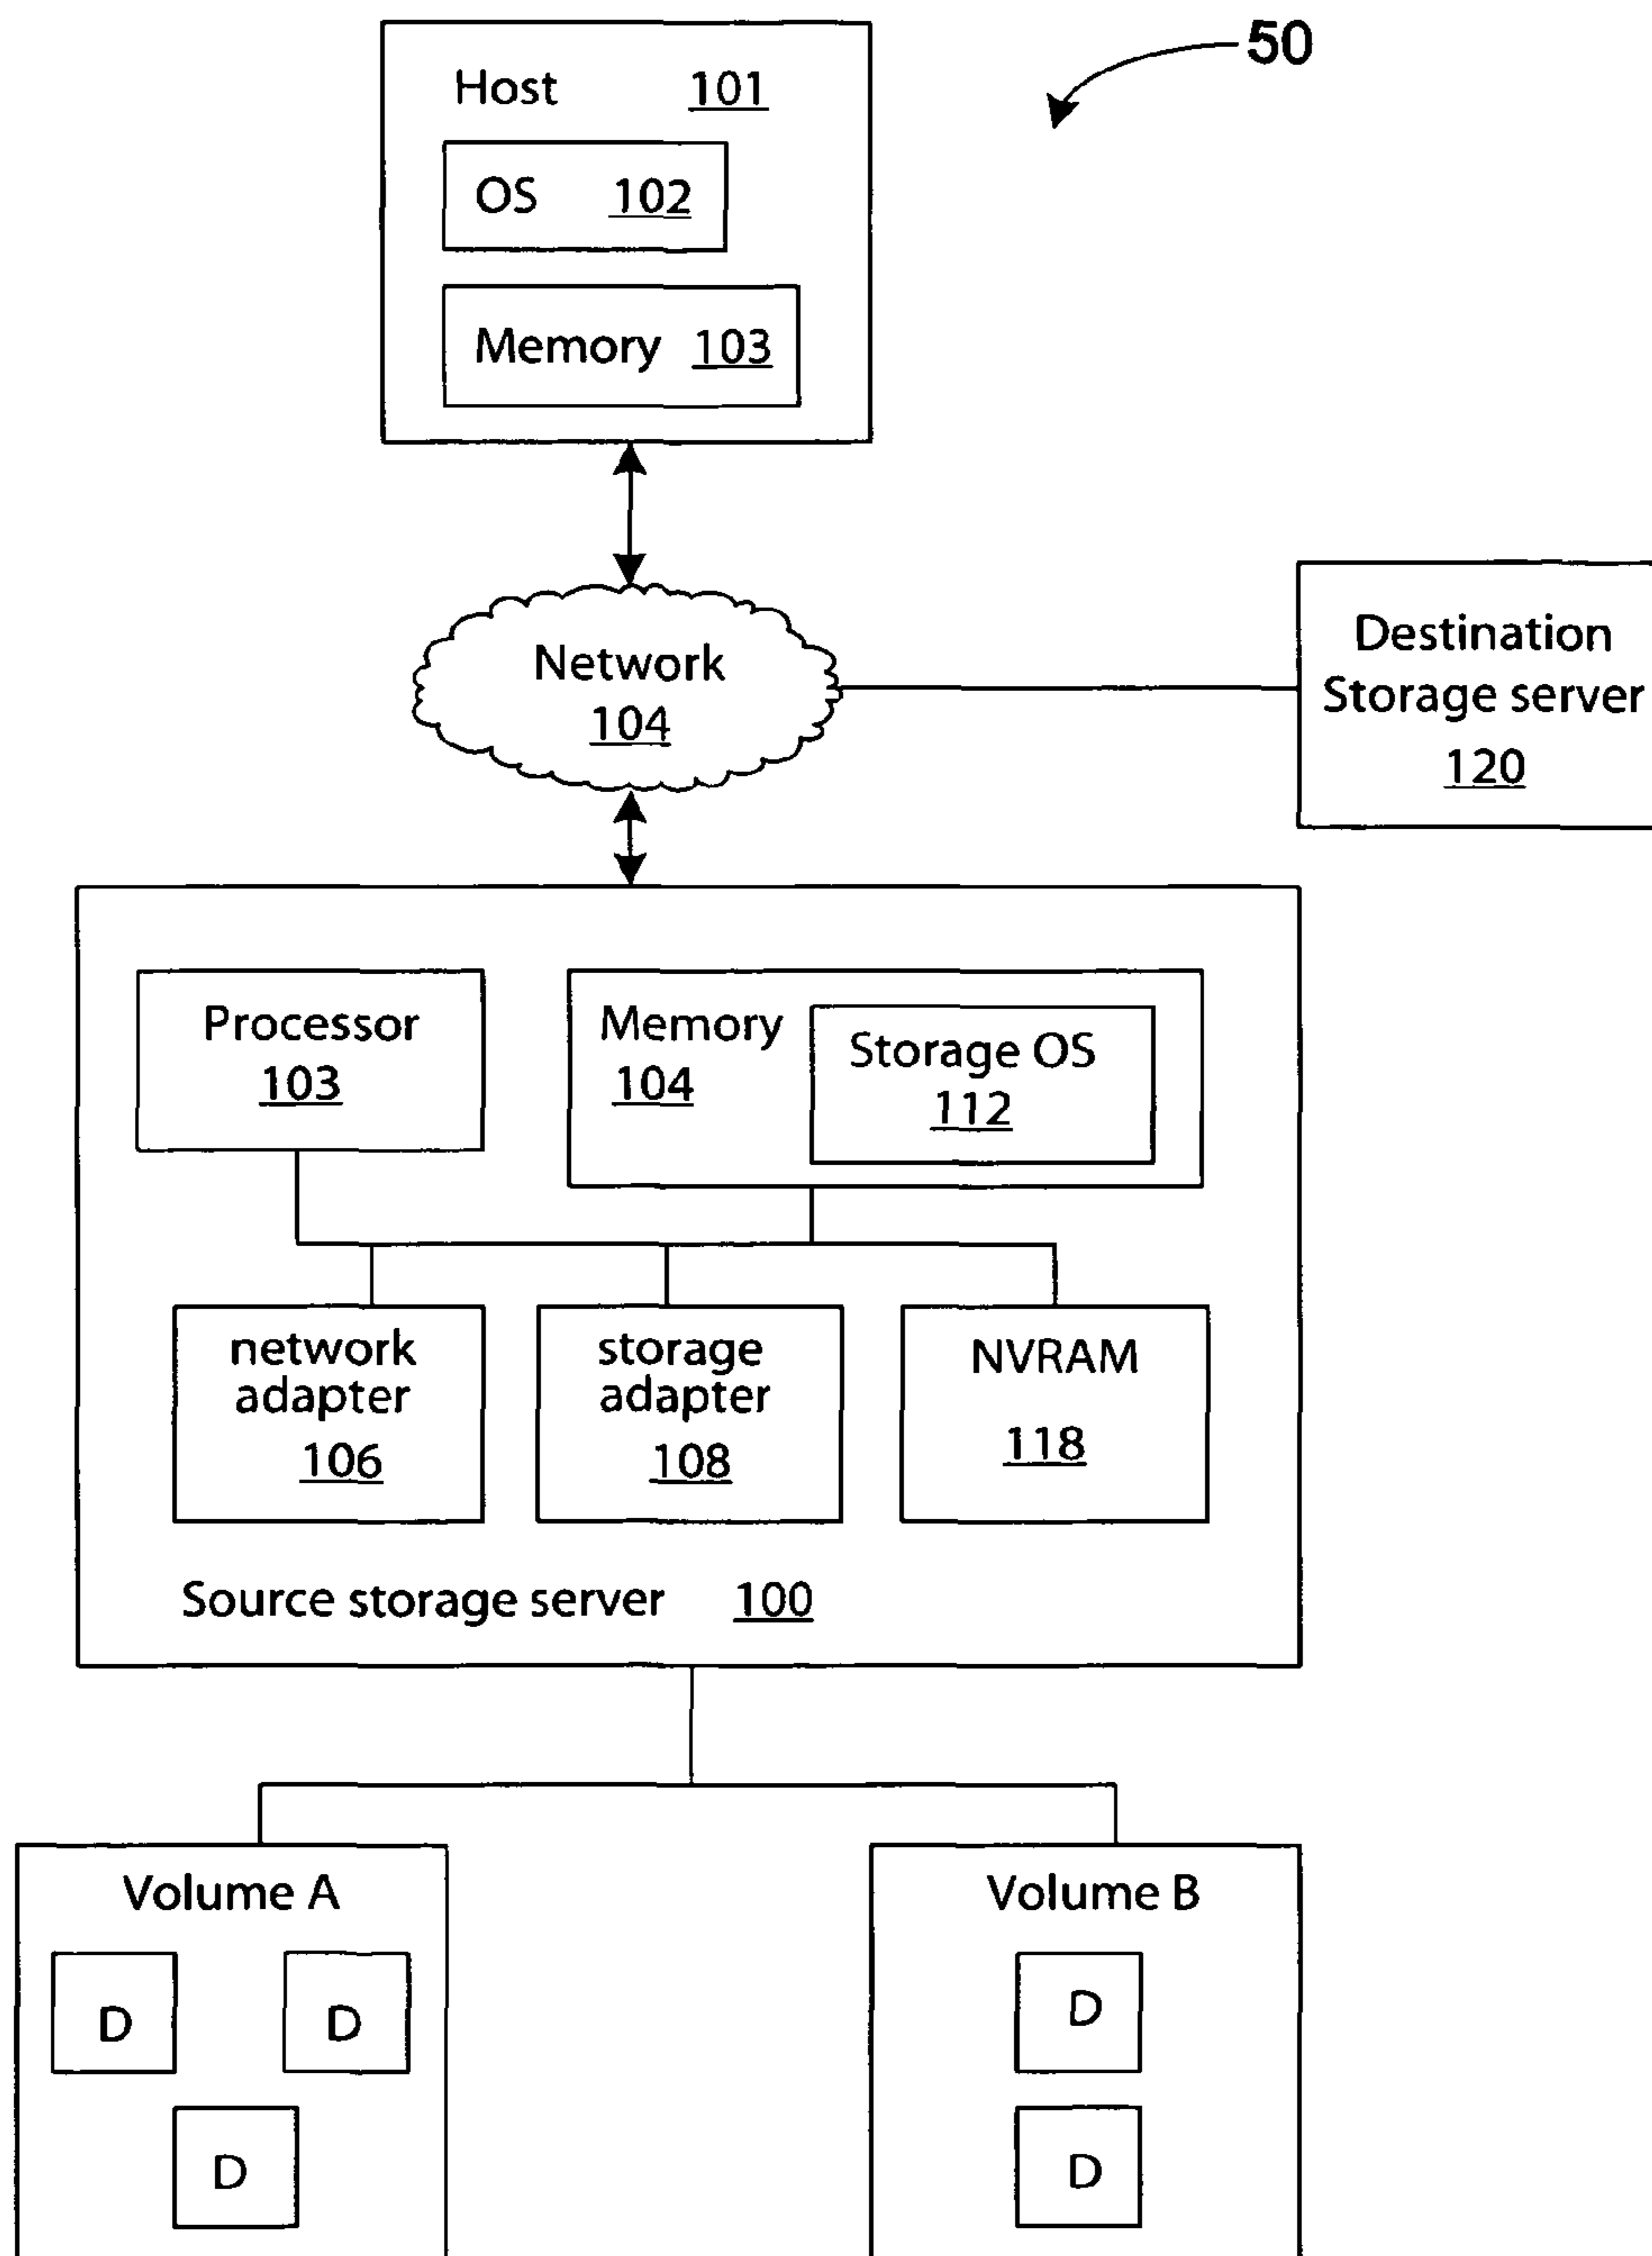 50
Host 101
OS 102
Memory 103
Network
104
Destination
Storage server
120
Processor
103
Memory
104
Storage OS
112
network
adapter
106
storage
adapter
108
NVRAM
118
Source storage server 100
Volume A
D D
D
Volume B
D
D